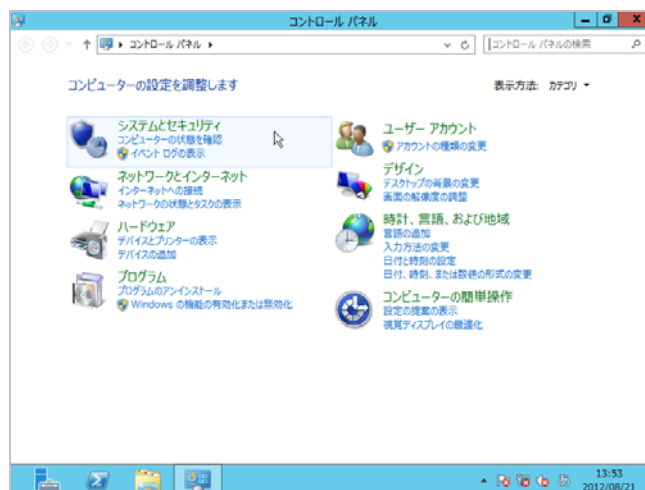 コントロール パネル
コントロール パネル
コントロール パネルの検索
コンピューターの設定を調整します
表示方法: カテゴリ
システムとセキュリティ
コンピューターの状態を確認
イベント ログの表示
ネットワークとインターネット
インターネットへの接続
ネットワークの状態とタスクの表示
ハードウェア
デバイスとプリンターの表示
デバイスの追加
プログラム
プログラムのアンインストール
Windows の機能の有効化または無効化
ユーザー アカウント
アカウントの種類の変更
デザイン
デスクトップの背景の変更
画面の解像度の調整
時計、言語、および地域
言語の追加
入力方法の変更
日付と時刻の設定
日付、時刻、または数値の形式の変更
コンピューターの簡単操作
設定の提案の表示
視覚ディスプレイの最適化
13:53
2012/08/21